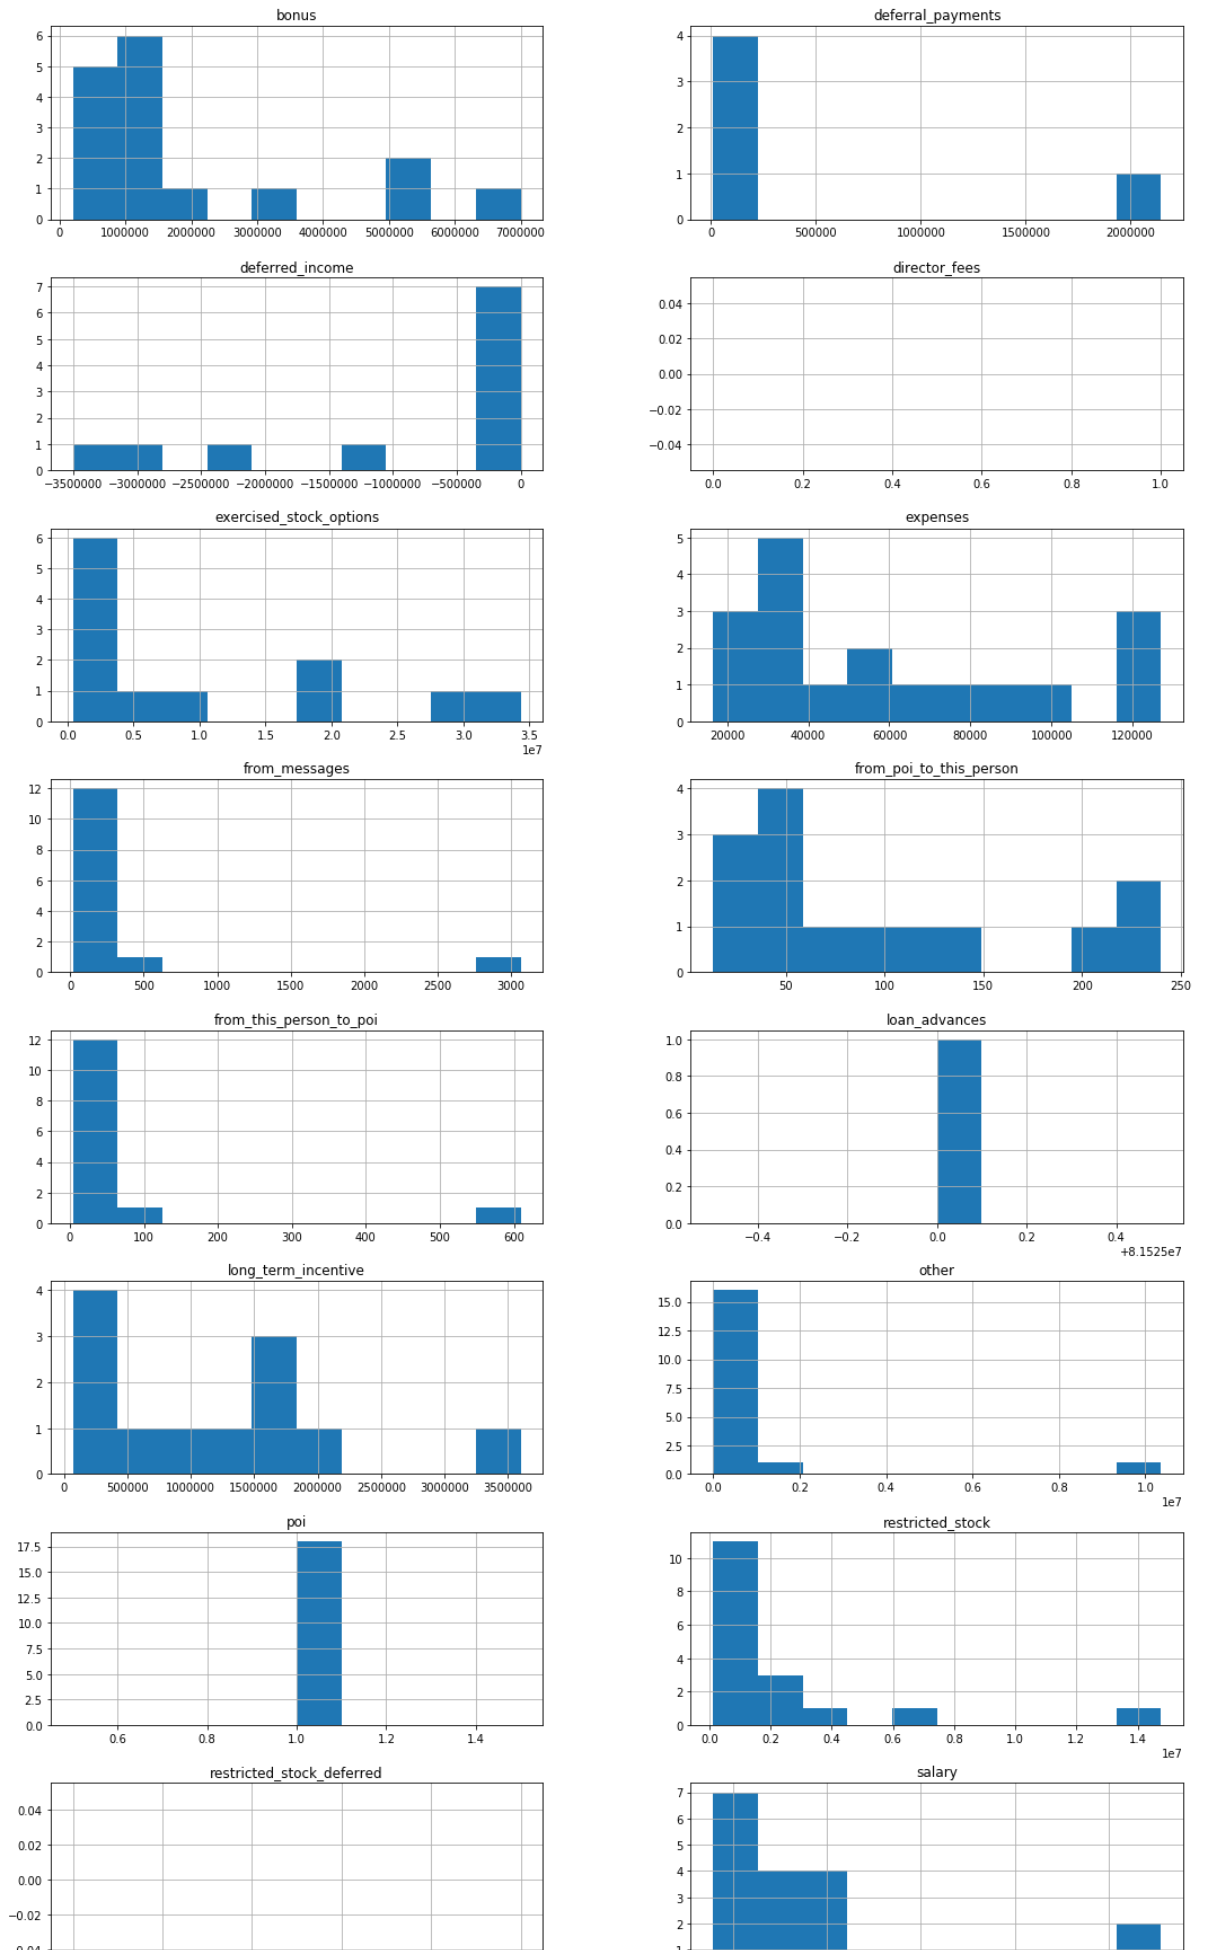 bonus
6
5
4
3
2
1
0
0 1000000 2000000 3000000 4000000 5000000 6000000 7000000
deferral_payments
4
3
2
1
0
0 500000 1000000 1500000 2000000
deferred_income
7
6
5
4
3
2
1
0
−3500000 −3000000 −2500000 −2000000 −1500000 −1000000 −500000 0
director_fees
0.04
0.02
0.00
−0.02
−0.04
0.0 0.2 0.4 0.6 0.8 1.0
exercised_stock_options
6
5
4
3
2
1
0
0.0 0.5 1.0 1.5 2.0 2.5 3.0 3.5
1e7
expenses
5
4
3
2
1
0
20000 40000 60000 80000 100000 120000
from_messages
12
10
8
6
4
2
0
0 500 1000 1500 2000 2500 3000
from_poi_to_this_person
4
3
2
1
0
50 100 150 200 250
from_this_person_to_poi
12
10
8
6
4
2
0
0 100 200 300 400 500 600
loan_advances
1.0
0.8
0.6
0.4
0.2
0.0
−0.4 −0.2 0.0 0.2 0.4
+8.1525e7
long_term_incentive
4
3
2
1
0
0 500000 1000000 1500000 2000000 2500000 3000000 3500000
other
15.0
12.5
10.0
7.5
5.0
2.5
0.0
0.0 0.2 0.4 0.6 0.8 1.0
1e7
poi
17.5
15.0
12.5
10.0
7.5
5.0
2.5
0.0
0.6 0.8 1.0 1.2 1.4
restricted_stock
10
8
6
4
2
0
0.0 0.2 0.4 0.6 0.8 1.0 1.2 1.4
1e7
restricted_stock_deferred
0.04
0.02
0.00
−0.02
salary
7
6
5
4
3
2